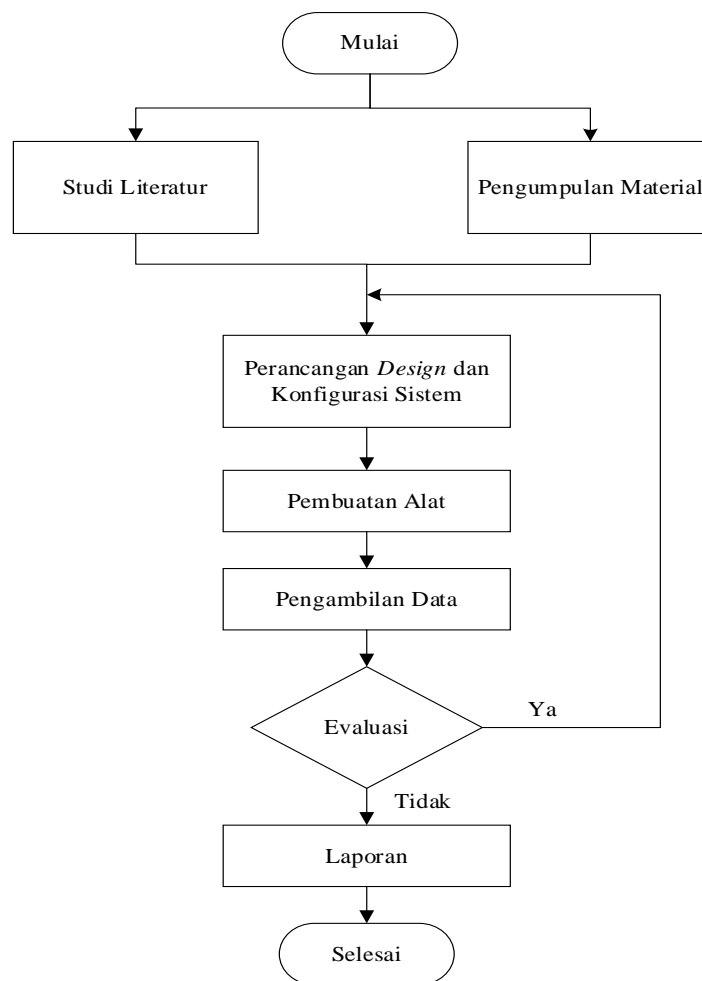 Mulai
Studi Literatur
Pengumpulan Material
Perancangan Design dan
Konfigurasi Sistem
Pembuatan Alat
Pengambilan Data
Evaluasi
Ya
Tidak
Laporan
Selesai